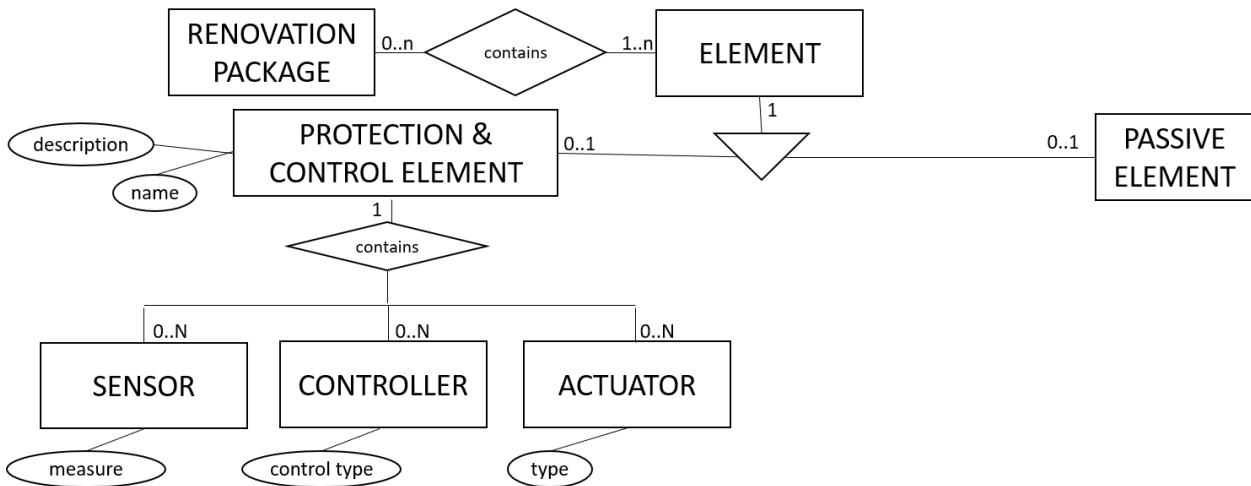 RENOVATION
PACKAGE
0..n
contains
1..n
ELEMENT
1
description
name
PROTECTION &
CONTROL ELEMENT
0..1
0..1
PASSIVE
ELEMENT
1
contains
0..N
0..N
0..N
SENSOR
CONTROLLER
ACTUATOR
measure
control type
type